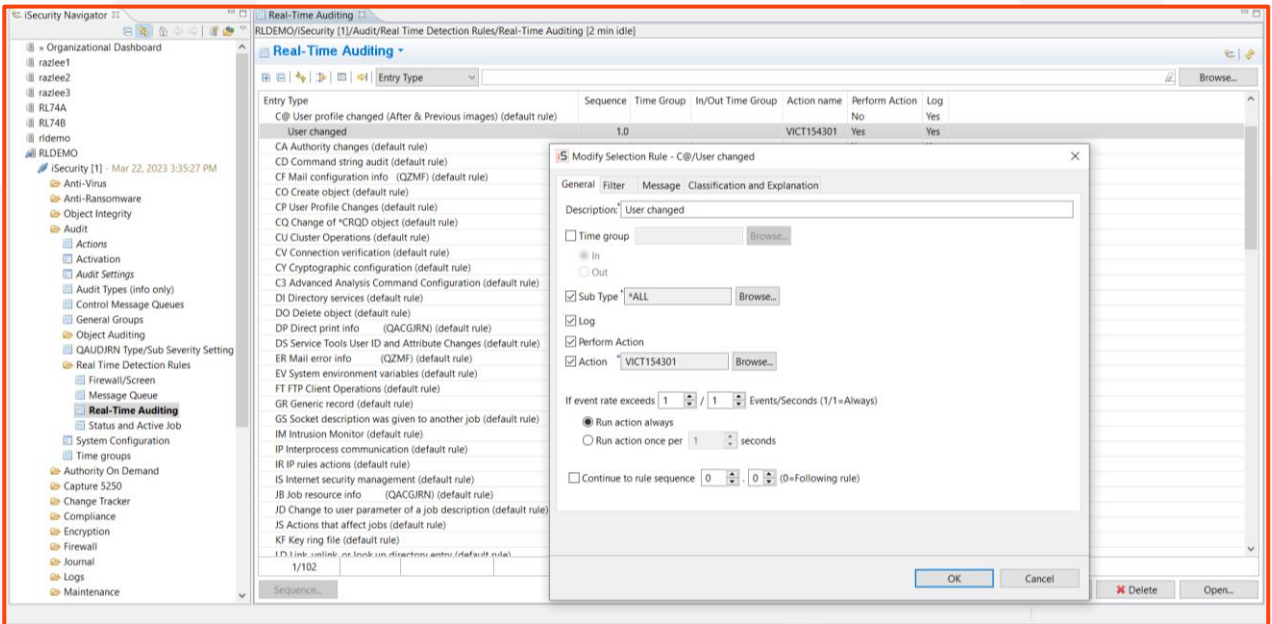 iSecurity Navigator
» Organizational Dashboard
razlee1
razlee2
razlee3
RL74A
RL74B
rldemo
RLDEMO
iSecurity [1] - Mar 22, 2023 3:35:27 PM
Anti-Virus
Anti-Ransomware
Object Integrity
Audit
Actions
Activation
Audit Settings
Audit Types (info only)
Control Message Queues
General Groups
Object Auditing
QAUDJRN Type/Sub Severity Setting
Real Time Detection Rules
Firewall/Screen
Message Queue
Real-Time Auditing
Status and Active Job
System Configuration
Time groups
Authority On Demand
Capture 5250
Change Tracker
Compliance
Encryption
Firewall
Journal
Logs
Maintenance
Real-Time Auditing
RLDEMO/iSecurity [1]/Audit/Real Time Detection Rules/Real-Time Auditing [2 min idle]
Real-Time Auditing
Entry Type Browse...
Entry Type Sequence Time Group In/Out Time Group Action name Perform Action Log
C@ User profile changed (After & Previous images) (default rule) No Yes
User changed 1.0 VICT154301 Yes Yes
CA Authority changes (default rule)
CD Command string audit (default rule)
CF Mail configuration info (QZMF) (default rule)
CO Create object (default rule)
CP User Profile Changes (default rule)
CQ Change of *CRQD object (default rule)
CU Cluster Operations (default rule)
CV Connection verification (default rule)
CY Cryptographic configuration (default rule)
C3 Advanced Analysis Command Configuration (default rule)
DI Directory services (default rule)
DO Delete object (default rule)
DP Direct print info (QACGJRN) (default rule)
DS Service Tools User ID and Attribute Changes (default rule)
ER Mail error info (QZMF) (default rule)
EV System environment variables (default rule)
FT FTP Client Operations (default rule)
GR Generic record (default rule)
GS Socket description was given to another job (default rule)
IM Intrusion Monitor (default rule)
IP Interprocess communication (default rule)
IR IP rules actions (default rule)
IS Internet security management (default rule)
JB Job resource info (QACGJRN) (default rule)
JD Change to user parameter of a job description (default rule)
JS Actions that affect jobs (default rule)
KF Key ring file (default rule)
LD Link, unlink, or look up directory entry (default rule)
1/102
Sequence... Delete Open...
iS Modify Selection Rule - C@/User changed
General Filter Message Classification and Explanation
Description:* User changed
Time group Browse...
In
Out
Sub Type * *ALL Browse...
Log
Perform Action
Action * VICT154301 Browse...
If event rate exceeds 1 / 1 Events/Seconds (1/1=Always)
Run action always
Run action once per 1 seconds
Continue to rule sequence 0 . 0 (0=Following rule)
OK Cancel